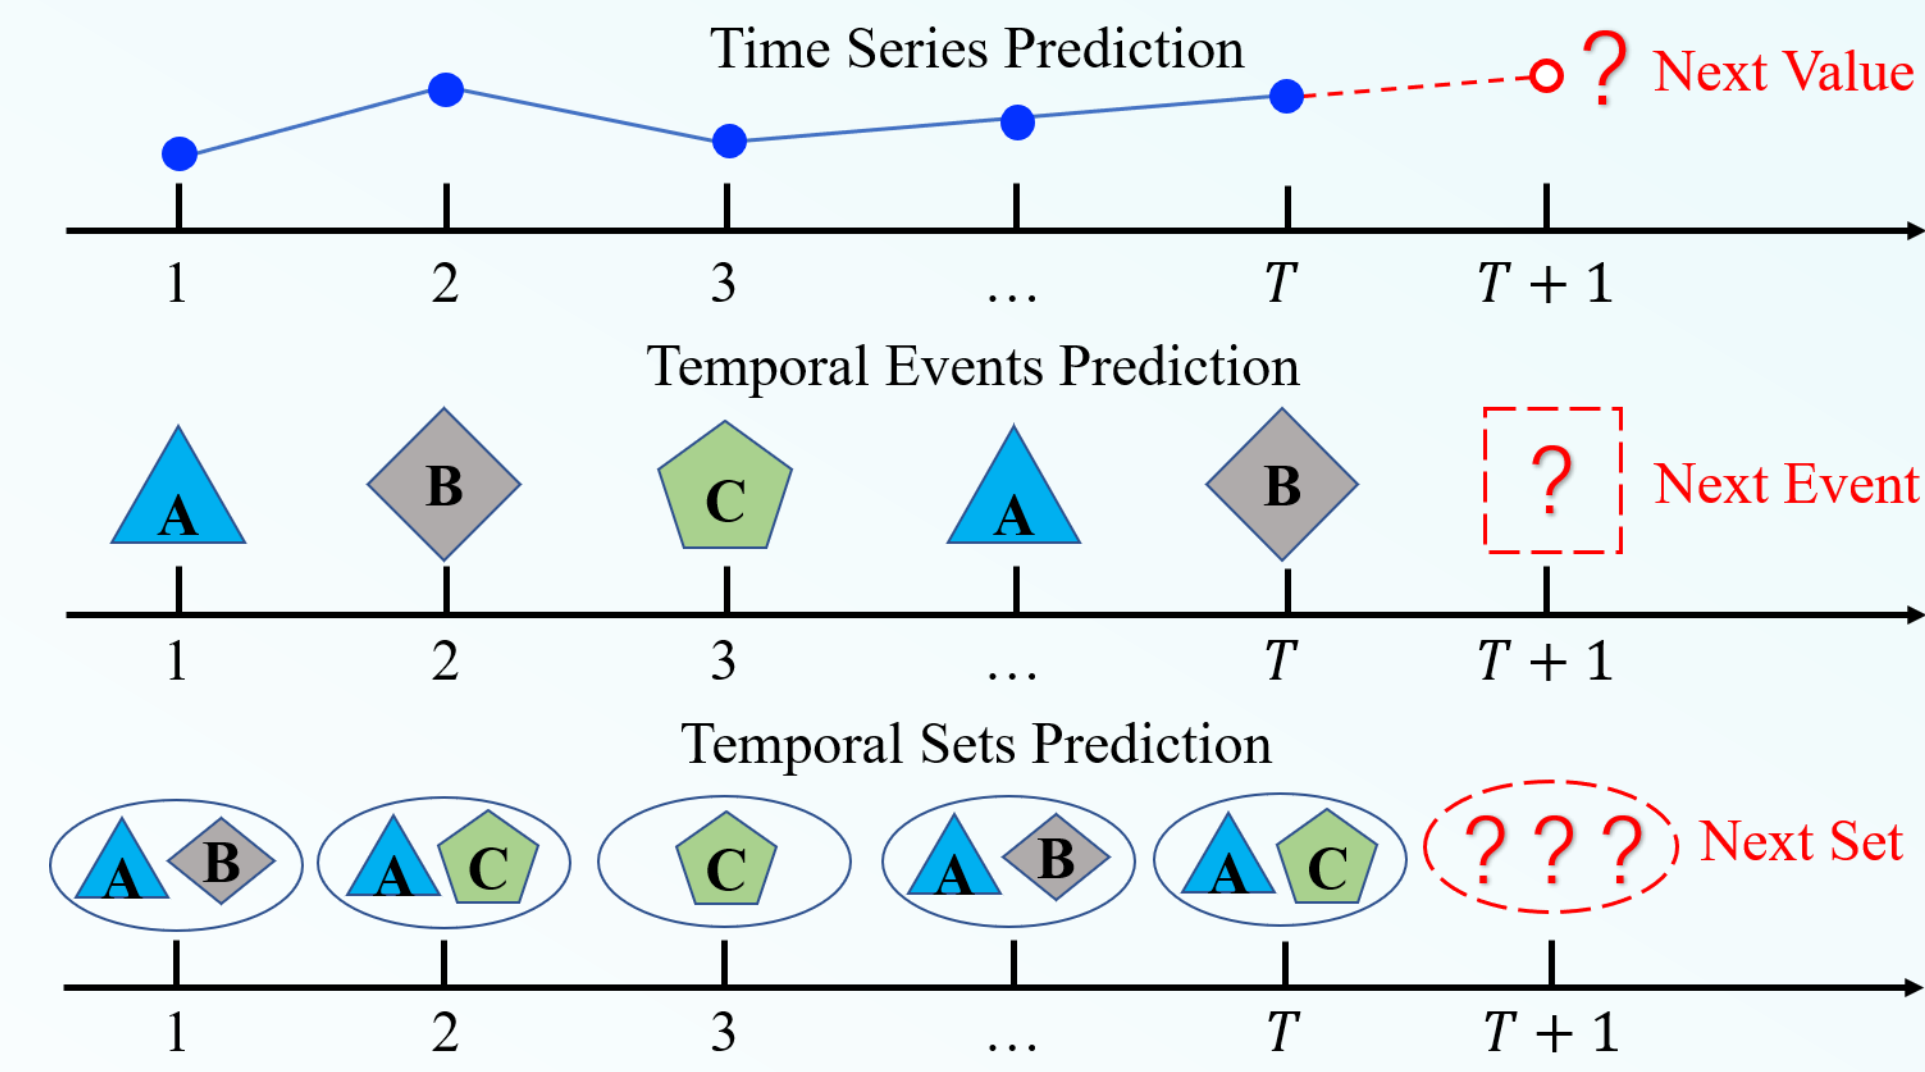 Time Series Prediction
? Next Value
1 2 3 … T T + 1
Temporal Events Prediction
A B C A B ? Next Event
1 2 3 … T T + 1
Temporal Sets Prediction
A B A C C A B A C ? ? ? Next Set
1 2 3 … T T + 1